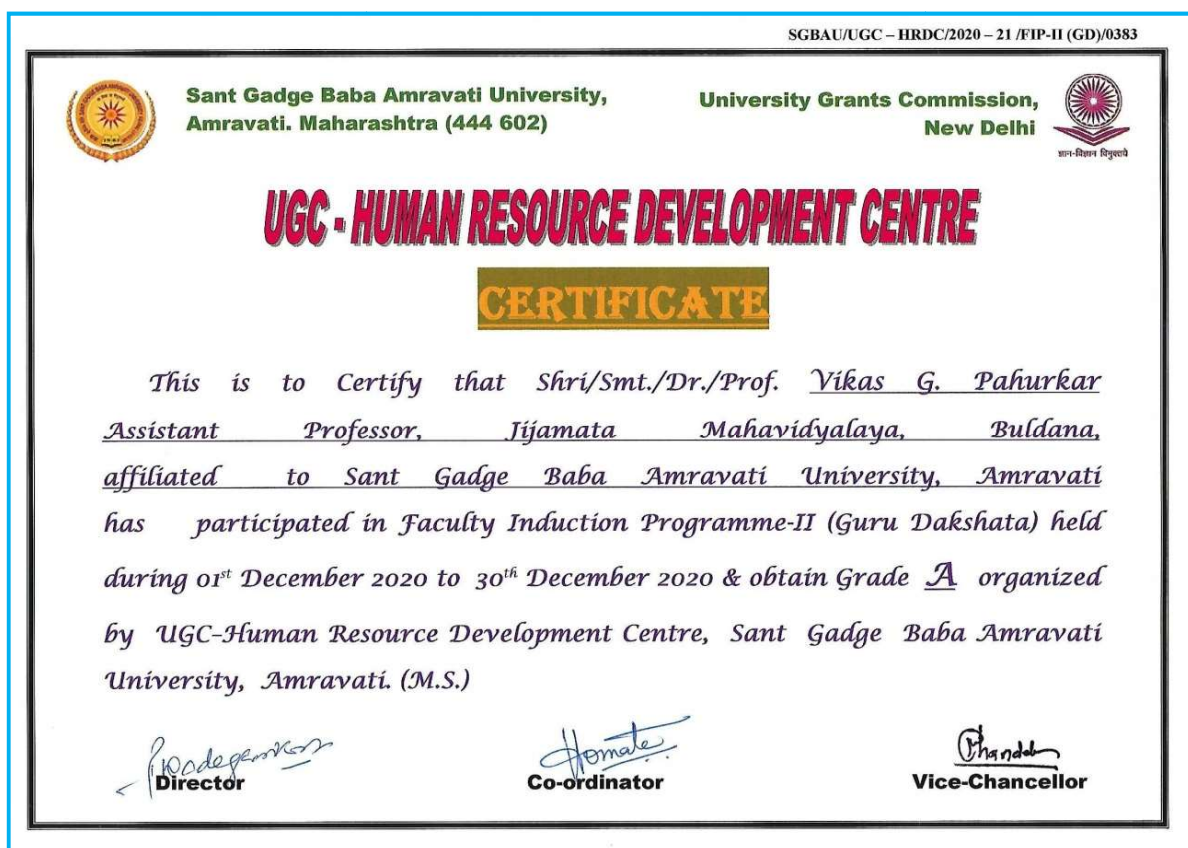 SGBAU/UGC – HRDC/2020 – 21 /FIP-II (GD)/0383
Sant Gadge Baba Amravati University,
Amravati. Maharashtra (444 602)
University Grants Commission,
New Delhi
ज्ञान-विज्ञान विमुक्तये
UGC - HUMAN RESOURCE DEVELOPMENT CENTRE
CERTIFICATE
This is to Certify that Shri/Smt./Dr./Prof. Vikas G. Pahurkar
Assistant Professor, Jijamata Mahavidyalaya, Buldana,
affiliated to Sant Gadge Baba Amravati University, Amravati
has participated in Faculty Induction Programme-II (Guru Dakshata) held
during 01st December 2020 to 30th December 2020 & obtain Grade A organized
by UGC-Human Resource Development Centre, Sant Gadge Baba Amravati
University, Amravati. (M.S.)
Director
Co-ordinator
Vice-Chancellor